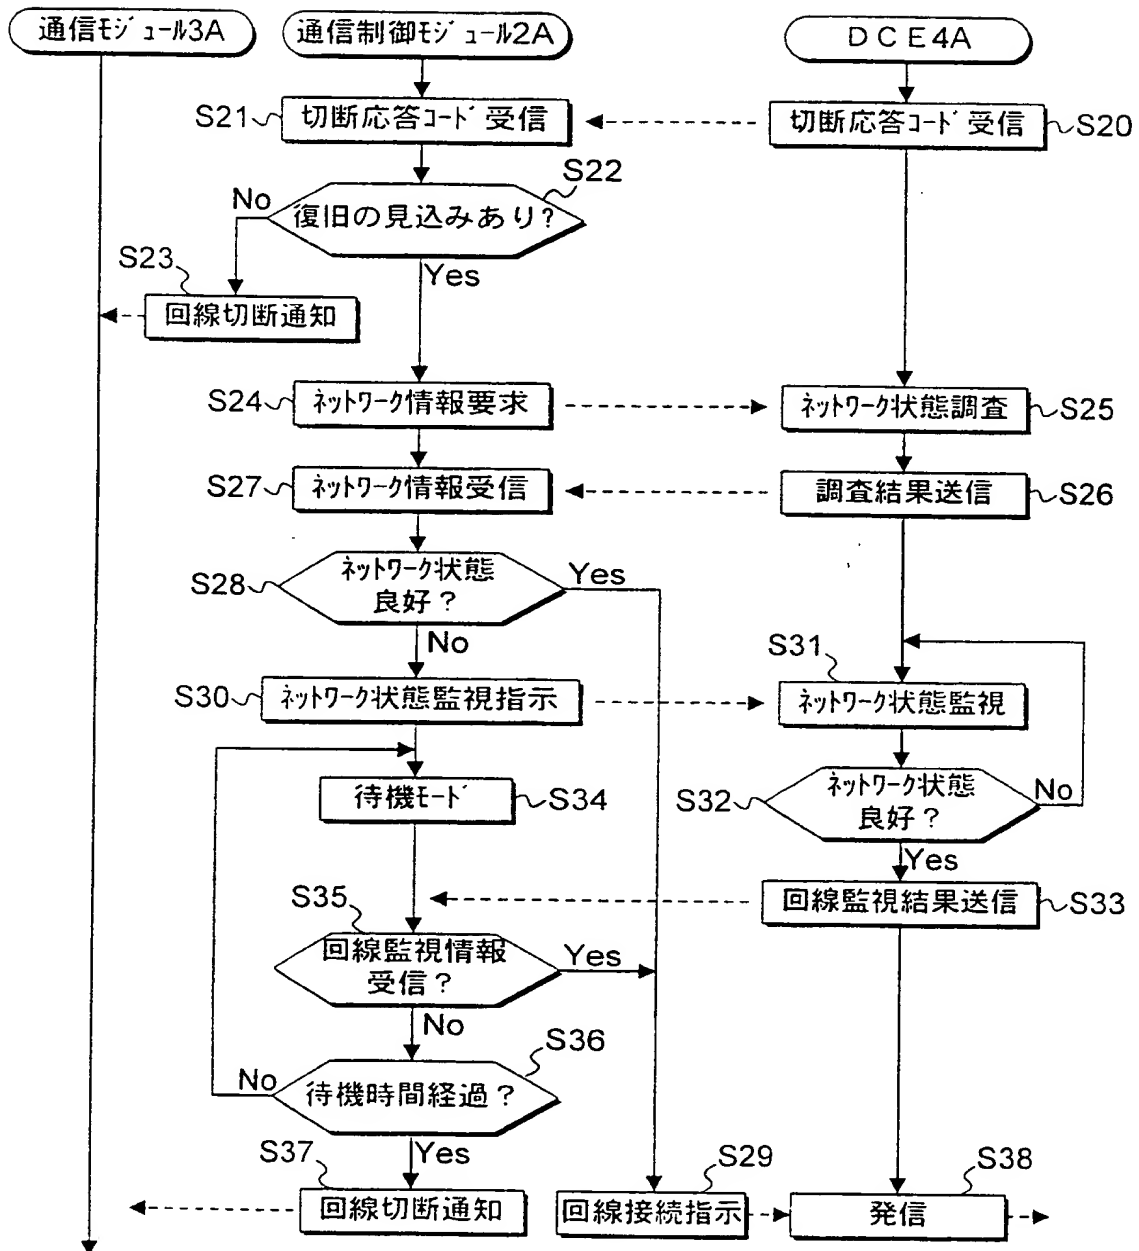 通信ﾓｼﾞｭｰﾙ3A
通信制御ﾓｼﾞｭｰﾙ2A
ＤＣＥ4A
S21
切断応答ｺｰﾄﾞ受信
切断応答ｺｰﾄﾞ受信
S20
S22
No
復旧の見込みあり?
S23
Yes
回線切断通知
S24
ﾈｯﾄﾜｰｸ情報要求
ﾈｯﾄﾜｰｸ状態調査
S25
S27
ﾈｯﾄﾜｰｸ情報受信
調査結果送信
S26
S28
ﾈｯﾄﾜｰｸ状態
良好?
Yes
No
S31
S30
ﾈｯﾄﾜｰｸ状態監視指示
ﾈｯﾄﾜｰｸ状態監視
待機ﾓｰﾄﾞ
S34
S32
ﾈｯﾄﾜｰｸ状態
良好?
No
Yes
S35
回線監視結果送信
S33
回線監視情報
受信?
Yes
No
S36
No
待機時間経過?
S37
Yes
S29
S38
回線切断通知
回線接続指示
発信